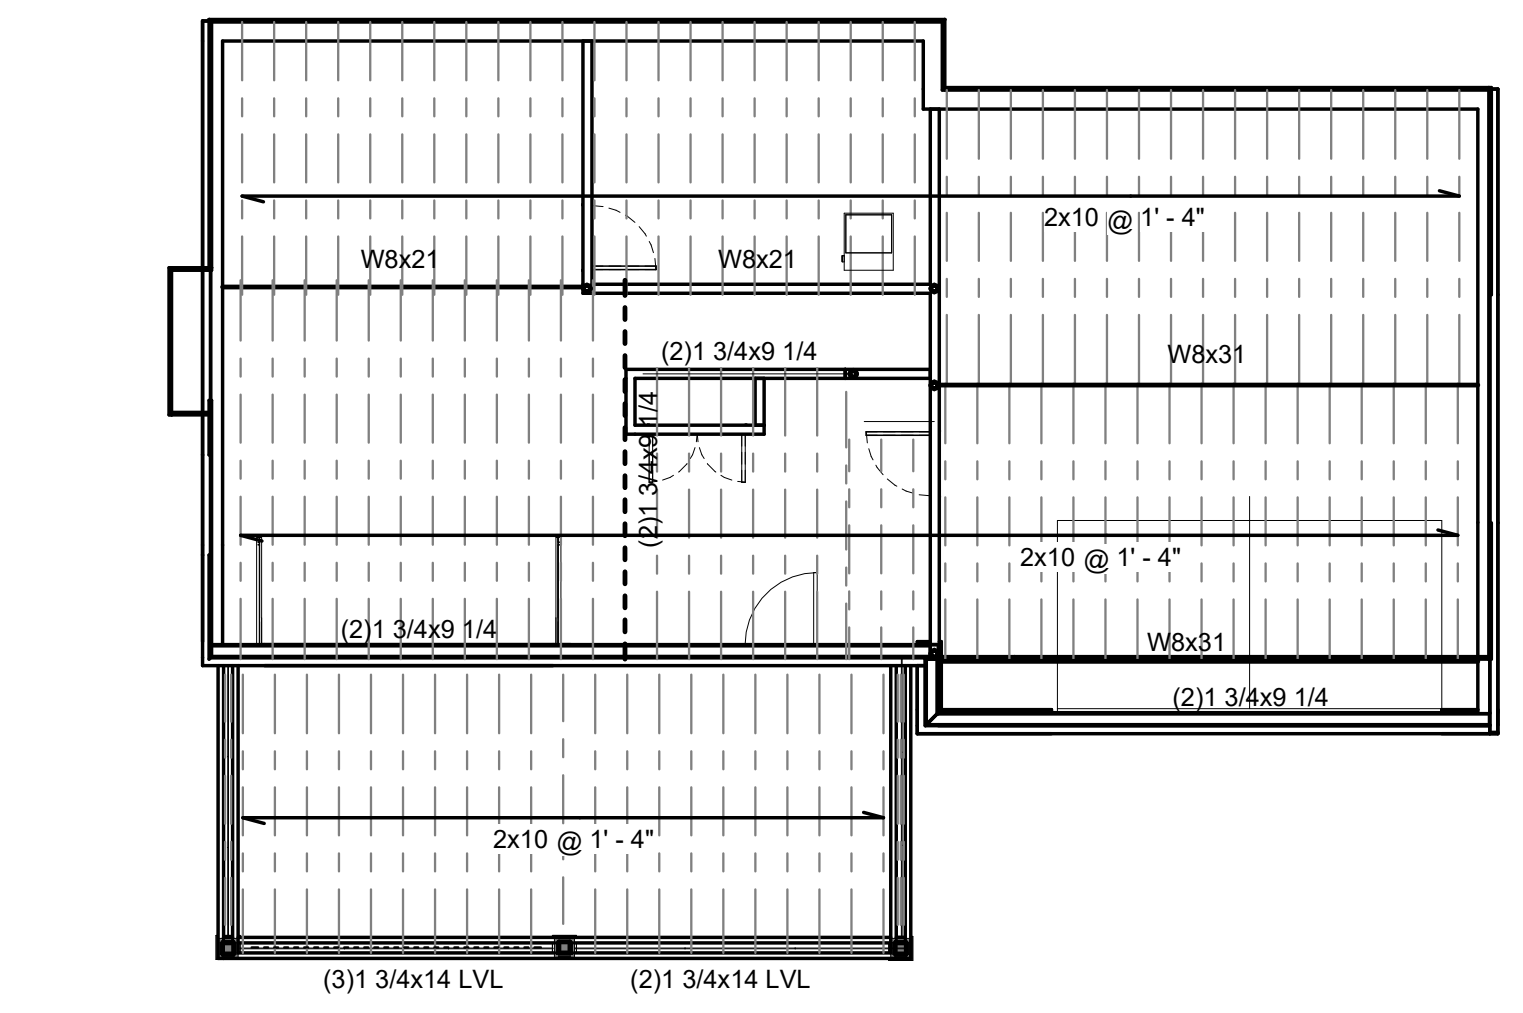 2x10 @ 1' - 4"
W8x21
W8x21
(2)1 3/4x9 1/4
W8x31
(2)1 3/4x9 1/4
2x10 @ 1' - 4"
(2)1 3/4x9 1/4
W8x31
(2)1 3/4x9 1/4
2x10 @ 1' - 4"
(3)1 3/4x14 LVL
(2)1 3/4x14 LVL